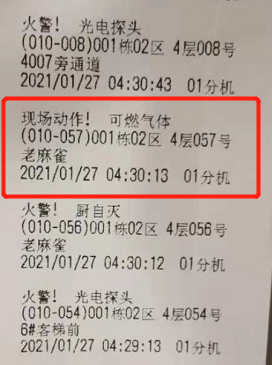 火警! 光电探头
(010-008)001栋02区 4层008号
4007旁通道
2021/01/27 04:30:43 01分机
现场动作! 可燃气体
(010-057)001栋02区 4层057号
老麻雀
2021/01/27 04:30:13 01分机
火警! 厨自灭
(010-056)001栋02区 4层056号
老麻雀
2021/01/27 04:30:12 01分机
火警! 光电探头
(010-054)001栋02区 4层054号
6#客梯前
2021/01/27 04:29:13 01分机